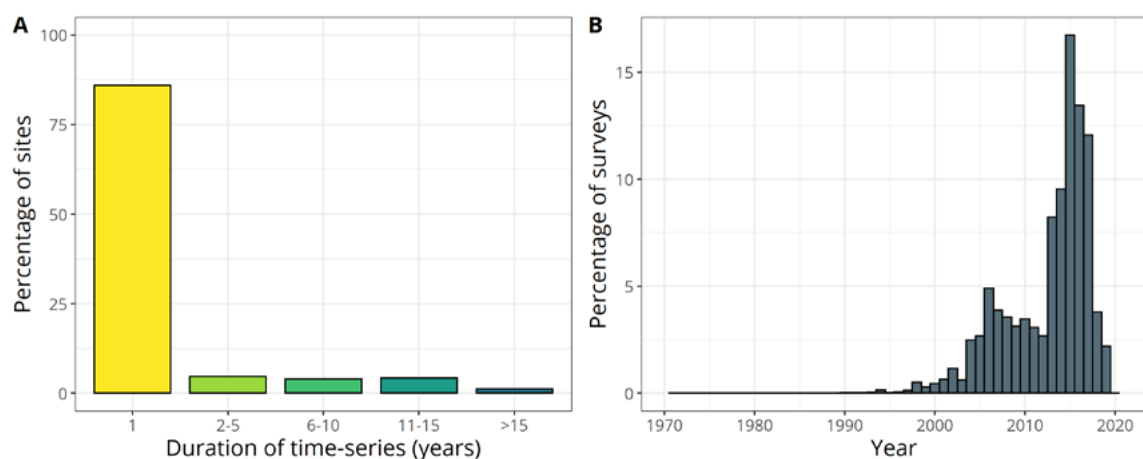 A
Percentage of sites
100
75
50
25
0
1 2-5 6-10 11-15 >15
Duration of time-series (years)
B
Percentage of surveys
15
10
5
0
1970 1980 1990 2000 2010 2020
Year